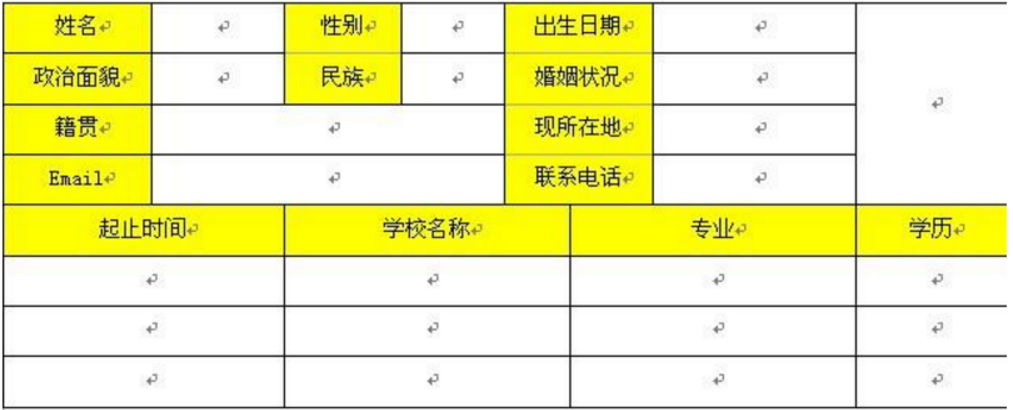 姓名 性别 出生日期
政治面貌 民族 婚姻状况
籍贯 现所在地
Email 联系电话
起止时间 学校名称 专业 学历